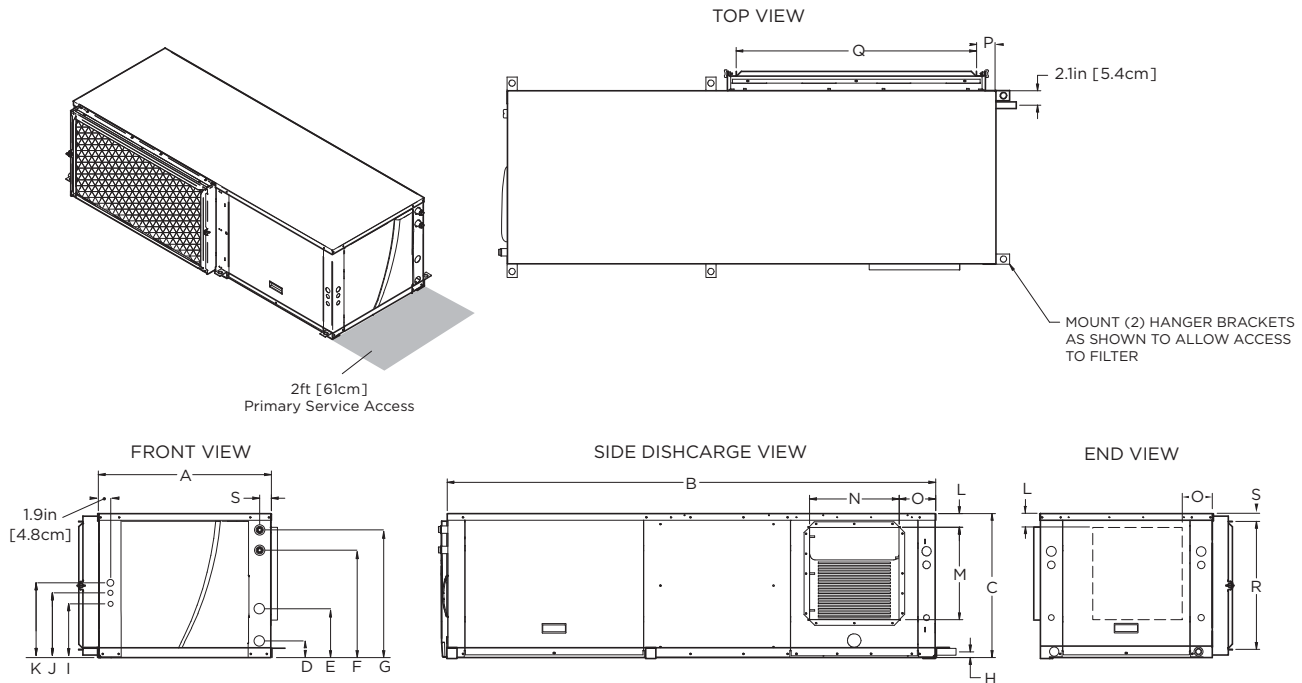 TOP VIEW
Q
P
2.1in [5.4cm]
MOUNT (2) HANGER BRACKETS
AS SHOWN TO ALLOW ACCESS
TO FILTER
2ft [61cm]
Primary Service Access
FRONT VIEW
A
S
1.9in
[4.8cm]
K J I
D E F G
SIDE DISHCARGE VIEW
B
N
O
L
M
C
H
END VIEW
L
O
S
R